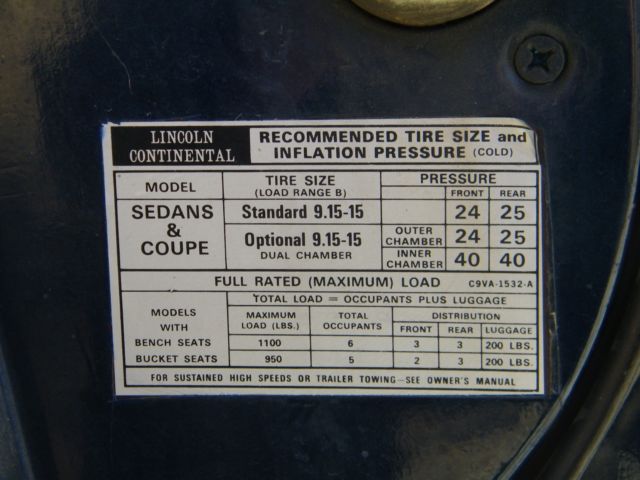 LINCOLN CONTINENTAL RECOMMENDED TIRE SIZE and INFLATION PRESSURE (COLD)
MODEL TIRE SIZE (LOAD RANGE B) PRESSURE FRONT REAR
SEDANS & COUPE Standard 9.15-15 24 25
Optional 9.15-15 DUAL CHAMBER OUTER CHAMBER 24 25
INNER CHAMBER 40 40
FULL RATED (MAXIMUM) LOAD C9VA-1532-A
TOTAL LOAD = OCCUPANTS PLUS LUGGAGE
MODELS WITH MAXIMUM LOAD (LBS.) TOTAL OCCUPANTS DISTRIBUTION
FRONT REAR LUGGAGE
BENCH SEATS 1100 6 3 3 200 LBS.
BUCKET SEATS 950 5 2 3 200 LBS.
FOR SUSTAINED HIGH SPEEDS OR TRAILER TOWING—SEE OWNER'S MANUAL